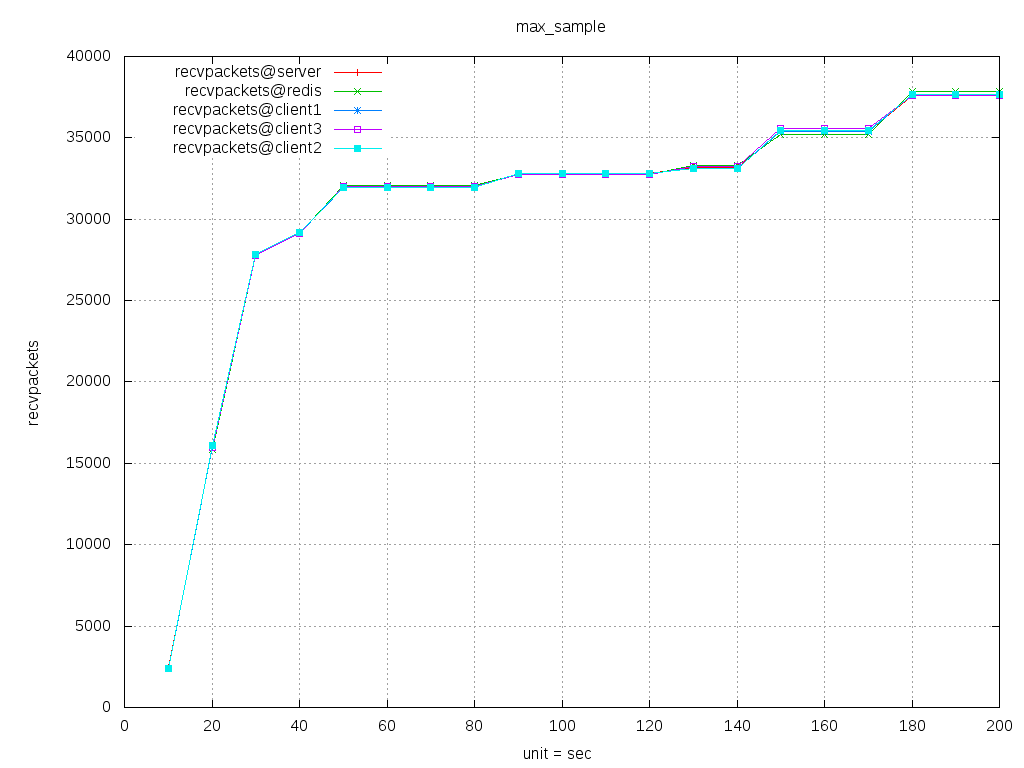 max_sample
recvpackets@server
recvpackets@redis
recvpackets@client1
recvpackets@client3
recvpackets@client2
recvpackets
40000
35000
30000
25000
20000
15000
10000
5000
0
0 20 40 60 80 100 120 140 160 180 200
unit = sec